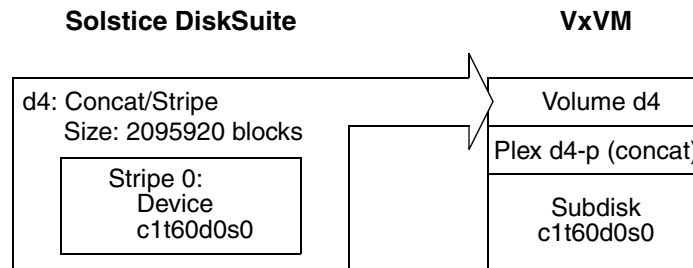 Solstice DiskSuite
VxVM
d4: Concat/Stripe
Size: 2095920 blocks
Stripe 0:
Device
c1t60d0s0
Volume d4
Plex d4-p (concat)
Subdisk
c1t60d0s0